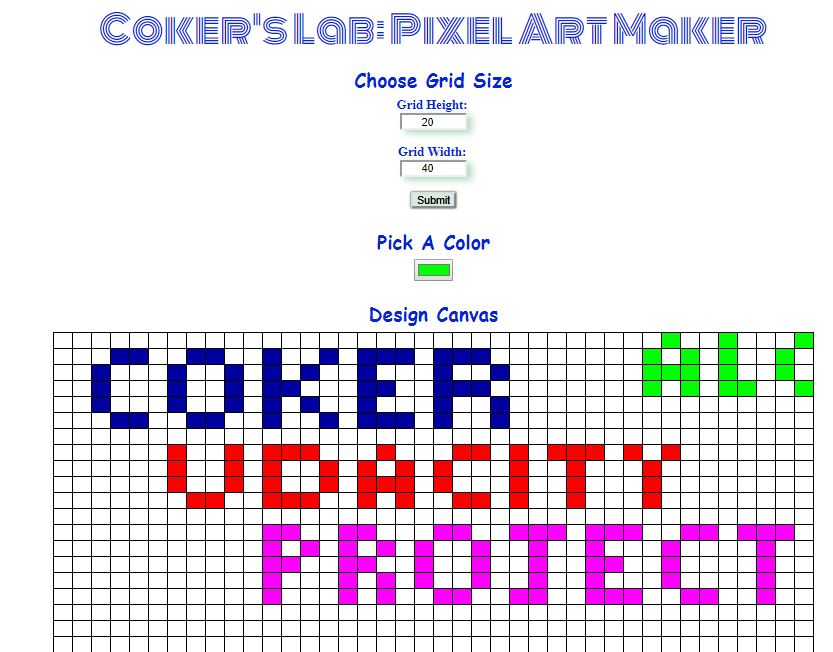 Coker's Lab: Pixel Art Maker
Choose Grid Size
Grid Height:
20
Grid Width:
40
Submit
Pick A Color
Design Canvas
COKER ALC
UDACITY
PROJECT